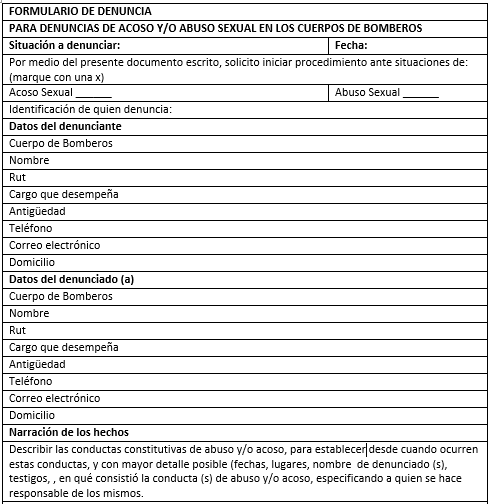 FORMULARIO DE DENUNCIA
PARA DENUNCIAS DE ACOSO Y/O ABUSO SEXUAL EN LOS CUERPOS DE BOMBEROS
Situación a denunciar: Fecha:
Por medio del presente documento escrito, solicito iniciar procedimiento ante situaciones de:
(marque con una x)
Acoso Sexual ______ Abuso Sexual ______
Identificación de quien denuncia:
Datos del denunciante
Cuerpo de Bomberos
Nombre
Rut
Cargo que desempeña
Antigüedad
Teléfono
Correo electrónico
Domicilio
Datos del denunciado (a)
Cuerpo de Bomberos
Nombre
Rut
Cargo que desempeña
Antigüedad
Teléfono
Correo electrónico
Domicilio
Narración de los hechos
Describir las conductas constitutivas de abuso y/o acoso, para establecer desde cuando ocurren
estas conductas, y con mayor detalle posible (fechas, lugares, nombre de denunciado (s),
testigos, , en qué consistió la conducta (s) de abuso y/o acoso, especificando a quien se hace
responsable de los mismos.